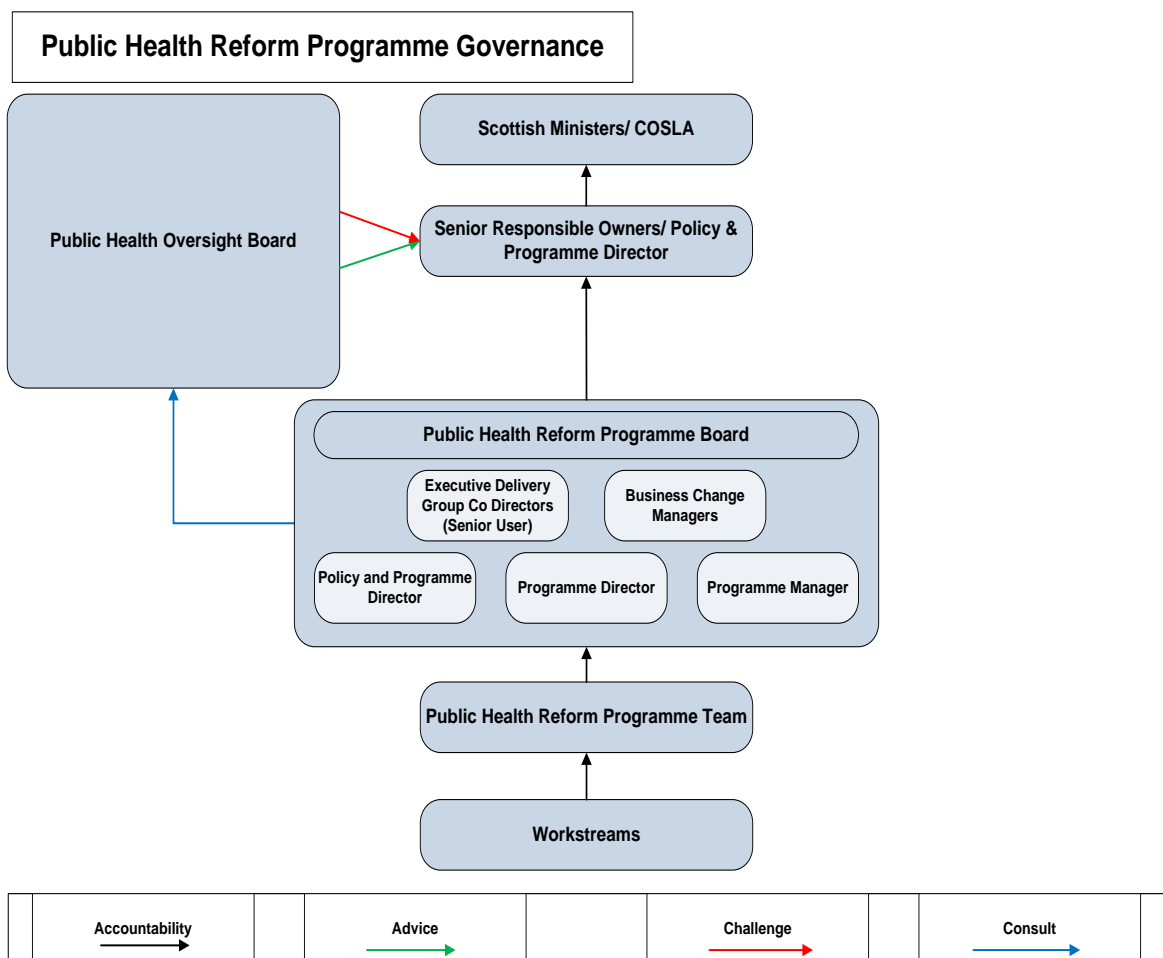 Public Health Reform Programme Governance
Scottish Ministers/ COSLA
Public Health Oversight Board
Senior Responsible Owners/ Policy &
Programme Director
Public Health Reform Programme Board
Executive Delivery
Group Co Directors
(Senior User)
Business Change
Managers
Policy and Programme
Director
Programme Director
Programme Manager
Public Health Reform Programme Team
Workstreams
Accountability
Advice
Challenge
Consult